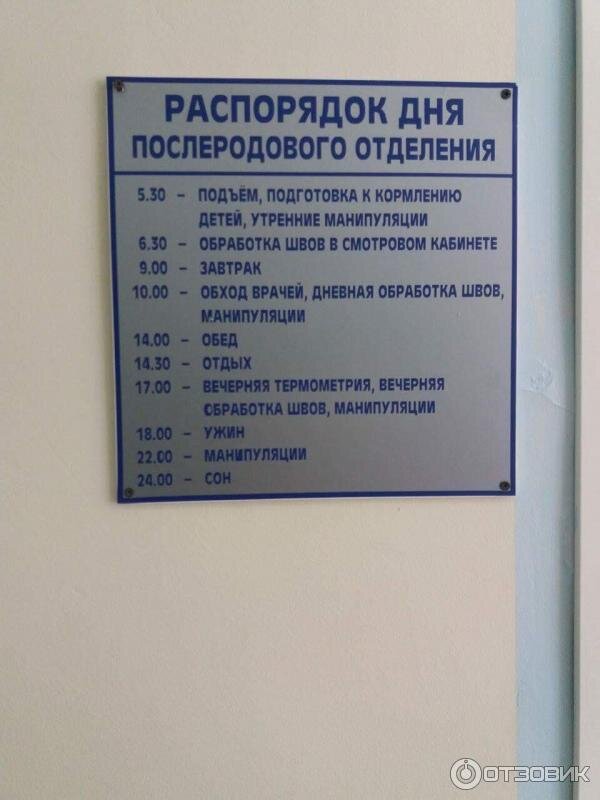 РАСПОРЯДОК ДНЯ
ПОСЛЕРОДОВОГО ОТДЕЛЕНИЯ
5.30 – ПОДЪЁМ, ПОДГОТОВКА К КОРМЛЕНИЮ
ДЕТЕЙ, УТРЕННИЕ МАНИПУЛЯЦИИ
6.30 – ОБРАБОТКА ШВОВ В СМОТРОВОМ КАБИНЕТЕ
9.00 – ЗАВТРАК
10.00 – ОБХОД ВРАЧЕЙ, ДНЕВНАЯ ОБРАБОТКА ШВОВ,
МАНИПУЛЯЦИИ
14.00 – ОБЕД
14.30 – ОТДЫХ
17.00 – ВЕЧЕРНЯЯ ТЕРМОМЕТРИЯ, ВЕЧЕРНЯЯ
ОБРАБОТКА ШВОВ, МАНИПУЛЯЦИИ
18.00 – УЖИН
22.00 – МАНИПУЛЯЦИИ
24.00 – СОН
ОТЗОВИК